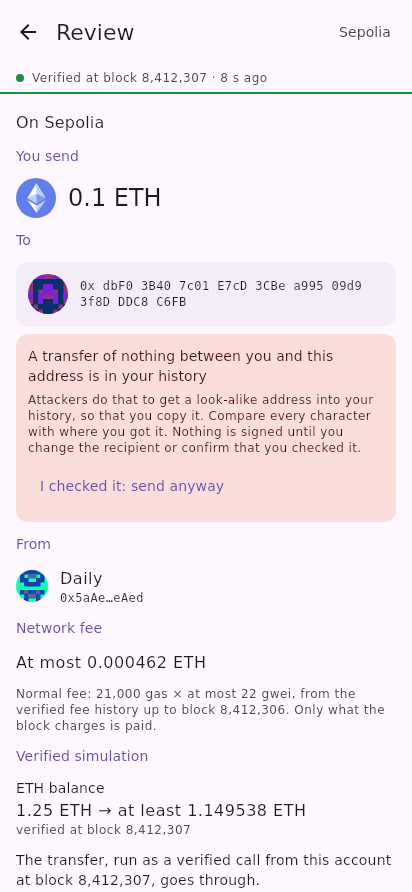 Review
Sepolia
Verified at block 8,412,307 · 8 s ago
On Sepolia
You send
0.1 ETH
To
0x dbF0 3B40 7c01 E7cD 3CBe a995 09d9
3f8D DDC8 C6FB
A transfer of nothing between you and this
address is in your history
Attackers do that to get a look-alike address into your
history, so that you copy it. Compare every character
with where you got it. Nothing is signed until you
change the recipient or confirm that you checked it.
I checked it: send anyway
From
Daily
0x5aAe…eAed
Network fee
At most 0.000462 ETH
Normal fee: 21,000 gas × at most 22 gwei, from the
verified fee history up to block 8,412,306. Only what the
block charges is paid.
Verified simulation
ETH balance
1.25 ETH → at least 1.149538 ETH
verified at block 8,412,307
The transfer, run as a verified call from this account
at block 8,412,307, goes through.